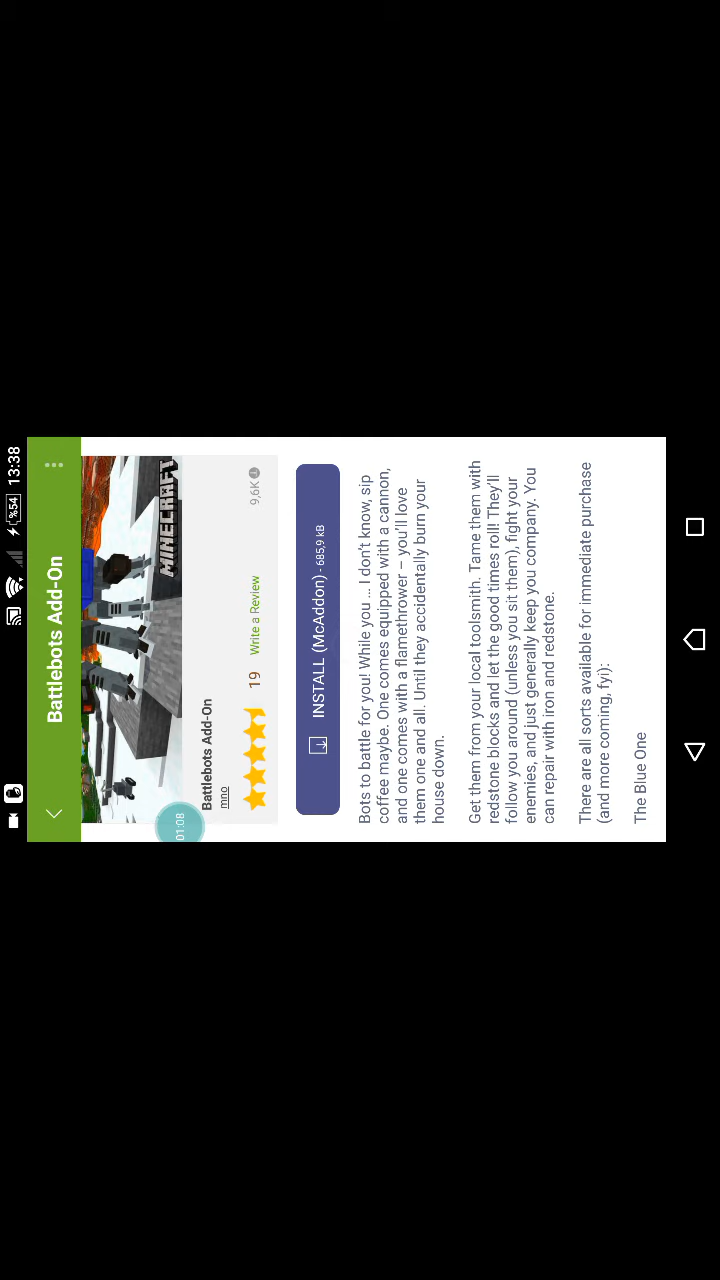 %54 13:38
Battlebots Add-On
MINECRAFT
01:08
Battlebots Add-On
mno
19 Write a Review 9,6K
INSTALL (McAddon) - 685,9 kB
Bots to battle for you! While you ... I don't know, sip
coffee maybe. One comes equipped with a cannon,
and one comes with a flamethrower – you'll love
them one and all. Until they accidentally burn your
house down.
Get them from your local toolsmith. Tame them with
redstone blocks and let the good times roll! They'll
follow you around (unless you sit them), fight your
enemies, and just generally keep you company. You
can repair with iron and redstone.
There are all sorts available for immediate purchase
(and more coming, fyi):
The Blue One